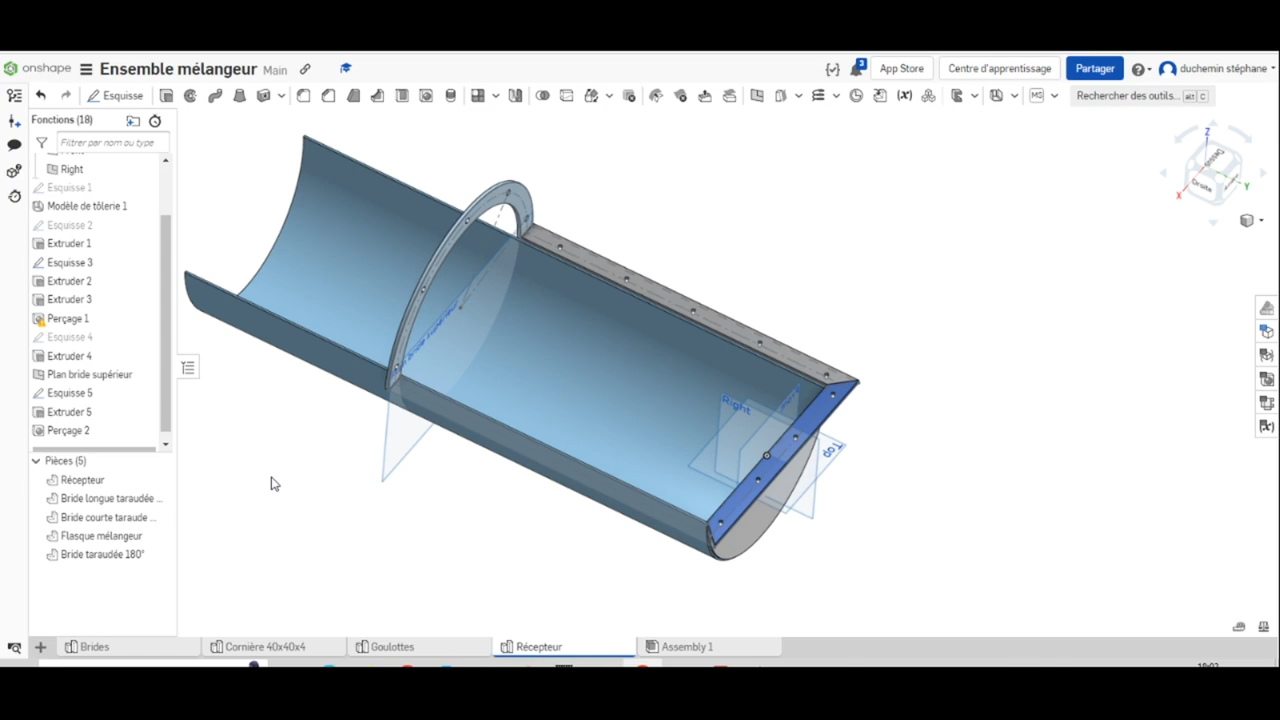 onshape
Ensemble mélangeur Main
3
App Store
Centre d'apprentissage
Partager
duchemin stéphane
Esquisse
Rechercher des outils... alt C
Fonctions (18)
Filtrer par nom ou type
Right
Esquisse 1
Modèle de tôlerie 1
Esquisse 2
Extruder 1
Esquisse 3
Extruder 2
Extruder 3
Perçage 1
Esquisse 4
Extruder 4
Plan bride supérieur
Esquisse 5
Extruder 5
Perçage 2
Pièces (5)
Récepteur
Bride longue taraudée ...
Bride courte taraude ...
Flasque mélangeur
Bride taraudée 180°
Right
Top
Z
Y
X
Dessus
Droite
Brides
Cornière 40x40x4
Goulottes
Récepteur
Assembly 1